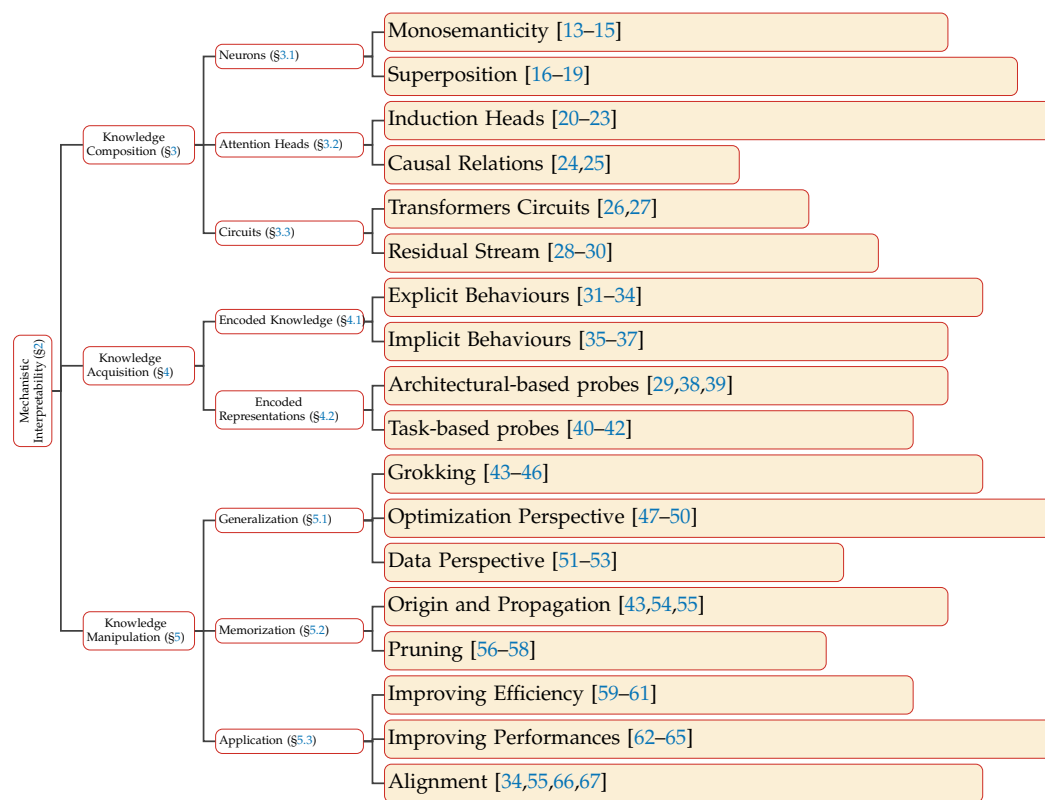 Mechanistic
Interpretability (§2)
Knowledge
Composition (§3)
Neurons (§3.1)
Monosemanticity [13–15]
Superposition [16–19]
Attention Heads (§3.2)
Induction Heads [20–23]
Causal Relations [24,25]
Circuits (§3.3)
Transformers Circuits [26,27]
Residual Stream [28–30]
Knowledge
Acquisition (§4)
Encoded Knowledge (§4.1)
Explicit Behaviours [31–34]
Implicit Behaviours [35–37]
Encoded
Representations (§4.2)
Architectural-based probes [29,38,39]
Task-based probes [40–42]
Knowledge
Manipulation (§5)
Generalization (§5.1)
Grokking [43–46]
Optimization Perspective [47–50]
Data Perspective [51–53]
Memorization (§5.2)
Origin and Propagation [43,54,55]
Pruning [56–58]
Application (§5.3)
Improving Efficiency [59–61]
Improving Performances [62–65]
Alignment [34,55,66,67]